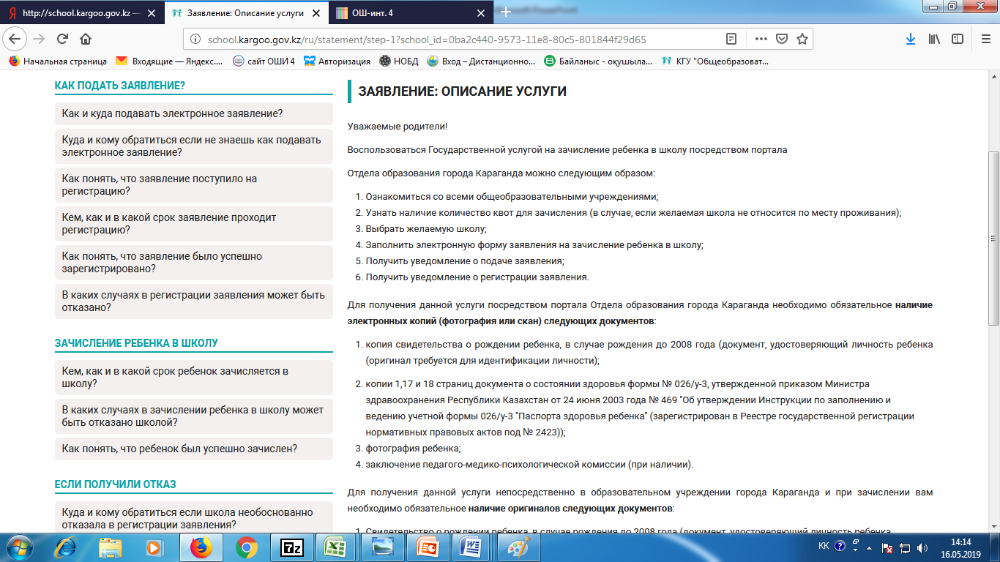 http://school.kargoo.gov.kz —
Заявление: Описание услуги
ОШ-инт. 4
school.kargoo.gov.kz/ru/statement/step-1?school_id=0ba2c440-9573-11e8-80c5-801844f29d65
Начальная страница
Входящие — Яндекс....
сайт ОШИ 4
Авторизация
НОБД
Вход – Дистанционно...
Байланыс - оқушыла...
КГУ "Общеобразоват...
КАК ПОДАТЬ ЗАЯВЛЕНИЕ?
Как и куда подавать электронное заявление?
Куда и кому обратиться если не знаешь как подавать
электронное заявление?
Как понять, что заявление поступило на
регистрацию?
Кем, как и в какой срок заявление проходит
регистрацию?
Как понять, что заявление было успешно
зарегистрировано?
В каких случаях в регистрации заявления может быть
отказано?
ЗАЧИСЛЕНИЕ РЕБЕНКА В ШКОЛУ
Кем, как и в какой срок ребенок зачисляется в
школу?
В каких случаях в зачислении ребенка в школу может
быть отказано школой?
Как понять, что ребенок был успешно зачислен?
ЕСЛИ ПОЛУЧИЛИ ОТКАЗ
Куда и кому обратиться если школа необоснованно
отказала в регистрации заявления?
ЗАЯВЛЕНИЕ: ОПИСАНИЕ УСЛУГИ
Уважаемые родители!
Воспользоваться Государственной услугой на зачисление ребенка в школу посредством портала
Отдела образования города Караганда можно следующим образом:
1. Ознакомиться со всеми общеобразовательными учреждениями;
2. Узнать наличие количество квот для зачисления (в случае, если желаемая школа не относится по месту проживания);
3. Выбрать желаемую школу;
4. Заполнить электронную форму заявления на зачисление ребенка в школу;
5. Получить уведомление о подаче заявления;
6. Получить уведомление о регистрации заявления.
Для получения данной услуги посредством портала Отдела образования города Караганда необходимо обязательное наличие
электронных копий (фотография или скан) следующих документов:
1. копия свидетельства о рождении ребенка, в случае рождения до 2008 года (документ, удостоверяющий личность ребенка
(оригинал требуется для идентификации личности);
2. копии 1,17 и 18 страниц документа о состоянии здоровья формы № 026/у-3, утвержденной приказом Министра
здравоохранения Республики Казахстан от 24 июня 2003 года № 469 "Об утверждении Инструкции по заполнению и
ведению учетной формы 026/у-3 "Паспорта здоровья ребенка" (зарегистрирован в Реестре государственной регистрации
нормативных правовых актов под № 2423));
3. фотография ребенка;
4. заключение педагого-медико-психологической комиссии (при наличии).
Для получения данной услуги непосредственно в образовательном учреждении города Караганда и при зачислении вам
необходимо обязательное наличие оригиналов следующих документов:
1. Свидетельство о рождении ребенка, в случае рождения до 2008 года (документ, удостоверяющий личность ребенка
KK
14:14
16.05.2019